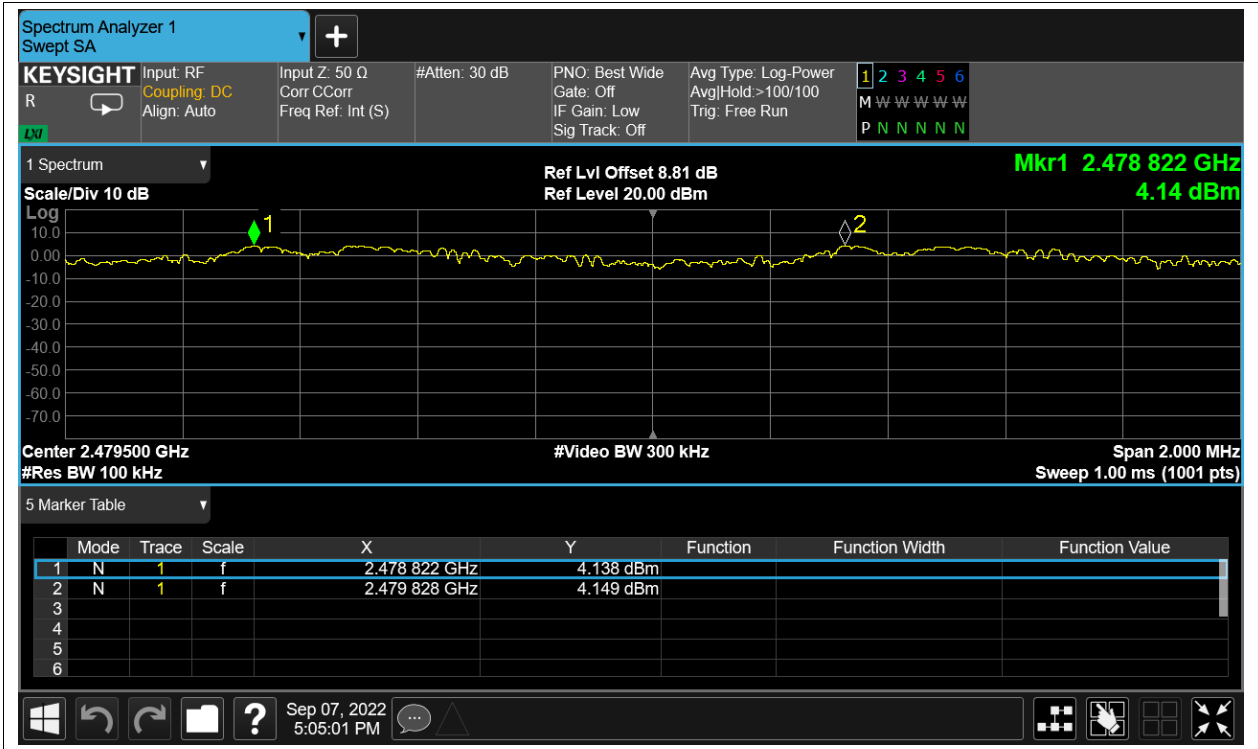 Spectrum Analyzer 1
Swept SA
+
KEYSIGHT
R
LXI
Input: RF
Coupling: DC
Align: Auto
Input Z: 50 Ω
Corr CCorr
Freq Ref: Int (S)
#Atten: 30 dB
PNO: Best Wide
Gate: Off
IF Gain: Low
Sig Track: Off
Avg Type: Log-Power
Avg|Hold:>100/100
Trig: Free Run
1 2 3 4 5 6
M W W W W W
P N N N N N
1 Spectrum
Scale/Div 10 dB
Ref Lvl Offset 8.81 dB
Ref Level 20.00 dBm
Mkr1 2.478 822 GHz
4.14 dBm
Log
10.0
0.00
-10.0
-20.0
-30.0
-40.0
-50.0
-60.0
-70.0
1
2
Center 2.479500 GHz
#Res BW 100 kHz
#Video BW 300 kHz
Span 2.000 MHz
Sweep 1.00 ms (1001 pts)
5 Marker Table
Mode Trace Scale X Y Function Function Width Function Value
1 N 1 f 2.478 822 GHz 4.138 dBm
2 N 1 f 2.479 828 GHz 4.149 dBm
3
4
5
6
?
Sep 07, 2022
5:05:01 PM